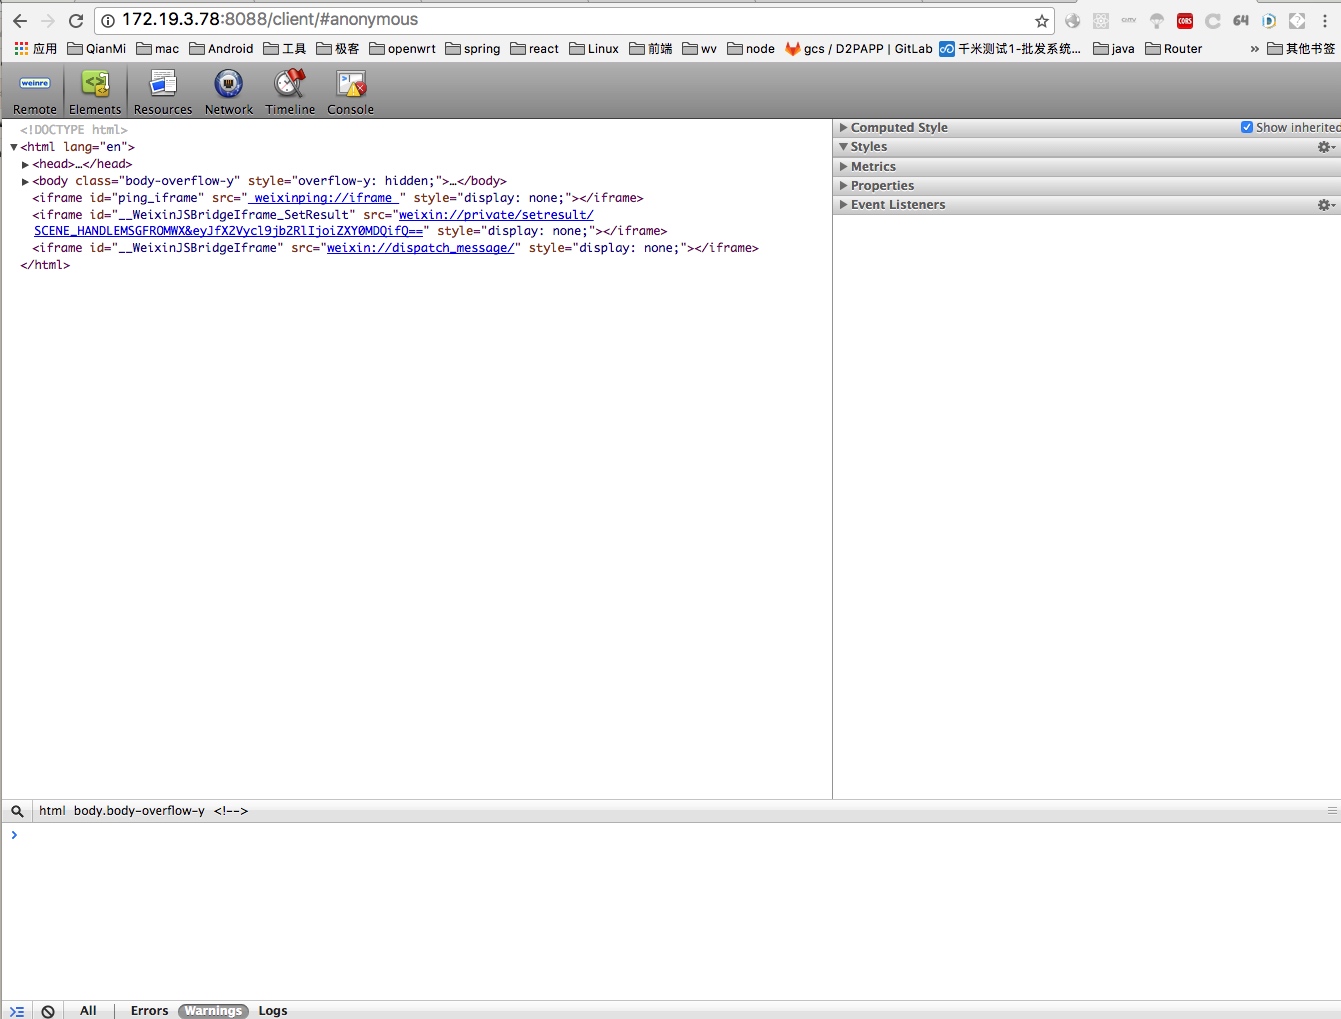 172.19.3.78:8088/client/#anonymous
CORS 64
应用 QianMi mac Android 工具 极客 openwrt spring react Linux 前端 wv node gcs / D2PAPP | GitLab 千米测试1-批发系统... java Router » 其他书签
weinre
Remote Elements Resources Network Timeline Console
<!DOCTYPE html>
<html lang="en">
<head>…</head>
<body class="body-overflow-y" style="overflow-y: hidden;">…</body>
<iframe id="ping_iframe" src=" weixinping://iframe " style="display: none;"></iframe>
<iframe id="__WeixinJSBridgeIframe_SetResult" src="weixin://private/setresult/
SCENE_HANDLEMSGFROMWX&eyJfX2Vycl9jb2RlIjoiZXY0MDQifQ==" style="display: none;"></iframe>
<iframe id="__WeixinJSBridgeIframe" src="weixin://dispatch_message/" style="display: none;"></iframe>
</html>
Computed Style Show inherited
Styles
Metrics
Properties
Event Listeners
html body.body-overflow-y <!-->
All Errors Warnings Logs